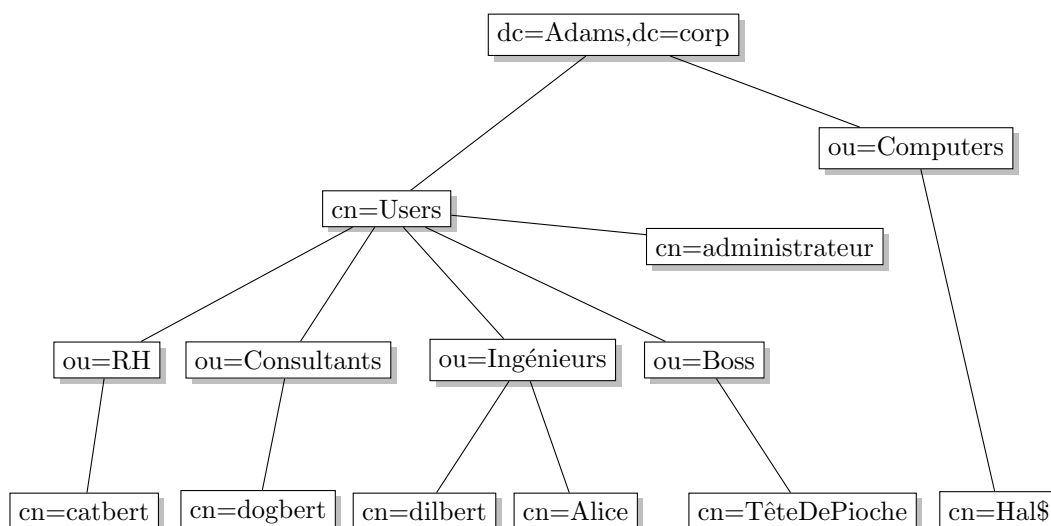 dc=Adams,dc=corp
ou=Computers
cn=Users
cn=administrateur
ou=RH
ou=Consultants
ou=Ingénieurs
ou=Boss
cn=catbert
cn=dogbert
cn=dilbert
cn=Alice
cn=TêteDePioche
cn=Hal$